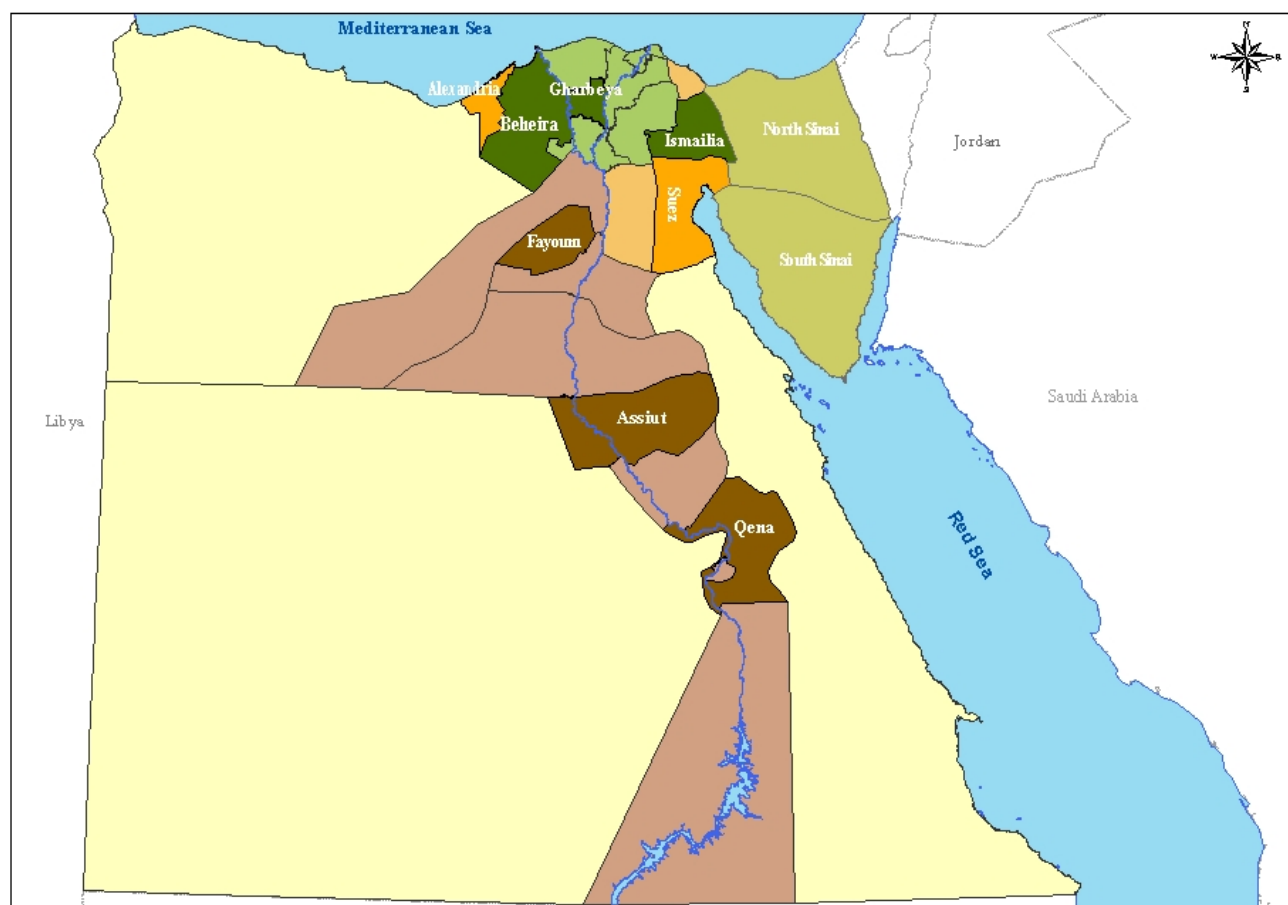 Mediterranean Sea
N
W
E
S
Alexandria
Gharbeya
Beheira
Ismailia
North Sinai
Jordan
Suez
Fayoum
South Sinai
Libya
Saudi Arabia
Assiut
Qena
Red Sea